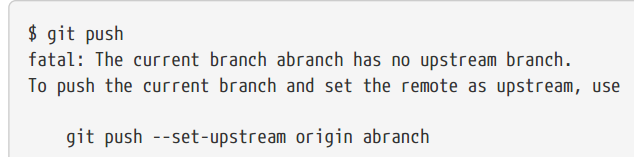 $ git push
fatal: The current branch abranch has no upstream branch.
To push the current branch and set the remote as upstream, use
git push --set-upstream origin abranch